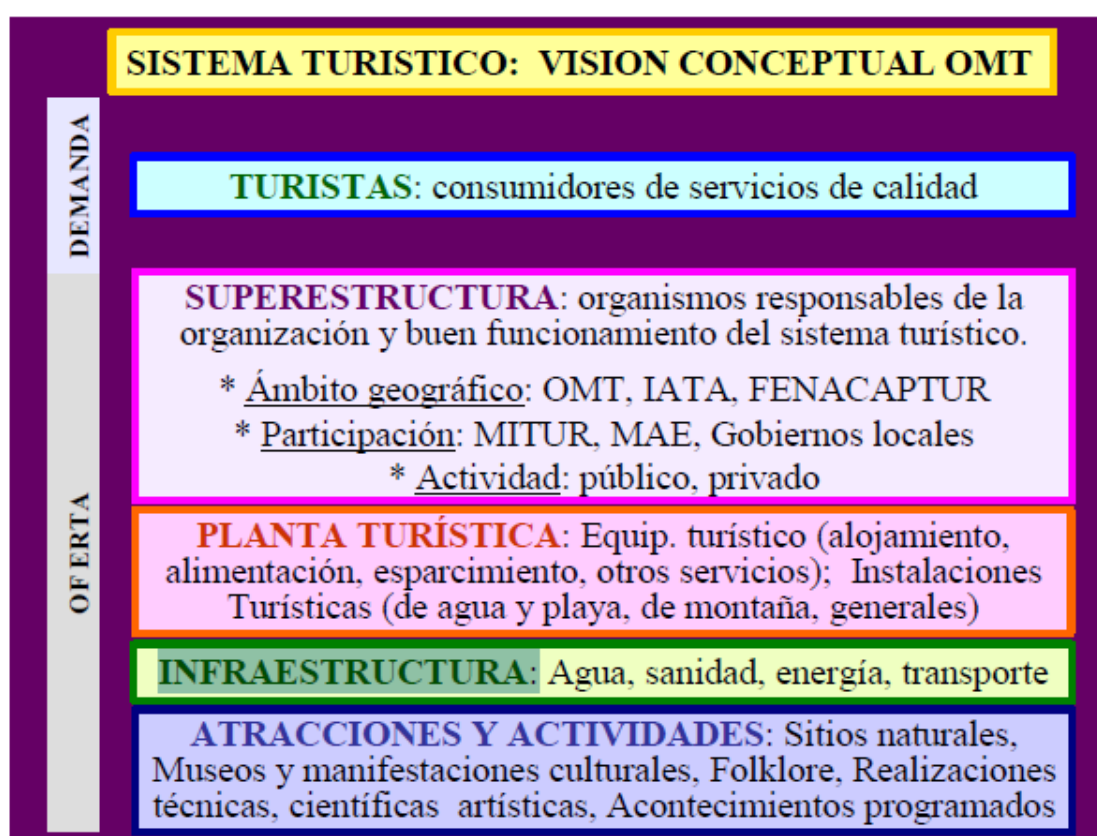 SISTEMA TURISTICO: VISION CONCEPTUAL OMT
DEMANDA
TURISTAS: consumidores de servicios de calidad
OFERTA
SUPERESTRUCTURA: organismos responsables de la
organización y buen funcionamiento del sistema turístico.
* Ámbito geográfico: OMT, IATA, FENACAPTUR
* Participación: MITUR, MAE, Gobiernos locales
* Actividad: público, privado
PLANTA TURÍSTICA: Equip. turístico (alojamiento,
alimentación, esparcimiento, otros servicios); Instalaciones
Turísticas (de agua y playa, de montaña, generales)
INFRAESTRUCTURA: Agua, sanidad, energía, transporte
ATRACCIONES Y ACTIVIDADES: Sitios naturales,
Museos y manifestaciones culturales, Folklore, Realizaciones
técnicas, científicas artísticas, Acontecimientos programados